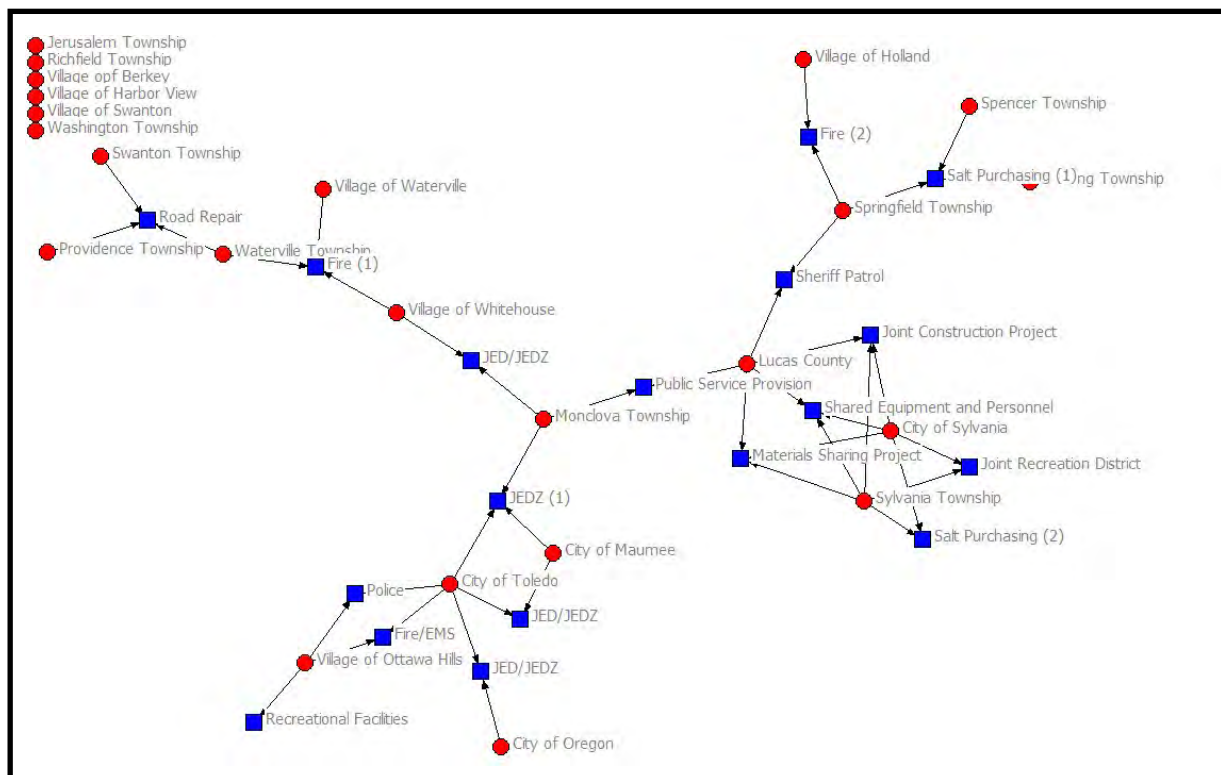 Jerusalem Township
Richfield Township
Village opf Berkey
Village of Harbor View
Village of Swanton
Washington Township
Swanton Township
Village of Waterville
Road Repair
Providence Township
Waterville Township
Fire (1)
Village of Whitehouse
JED/JEDZ
Monclova Township
Public Service Provision
Village of Holland
Fire (2)
Spencer Township
Salt Purchasing (1)
ng Township
Springfield Township
Sheriff Patrol
Joint Construction Project
Lucas County
Shared Equipment and Personnel
City of Sylvania
Materials Sharing Project
Joint Recreation District
Sylvania Township
Salt Purchasing (2)
JEDZ (1)
City of Maumee
City of Toledo
Police
JED/JEDZ
Fire/EMS
Village of Ottawa Hills
JED/JEDZ
Recreational Facilities
City of Oregon